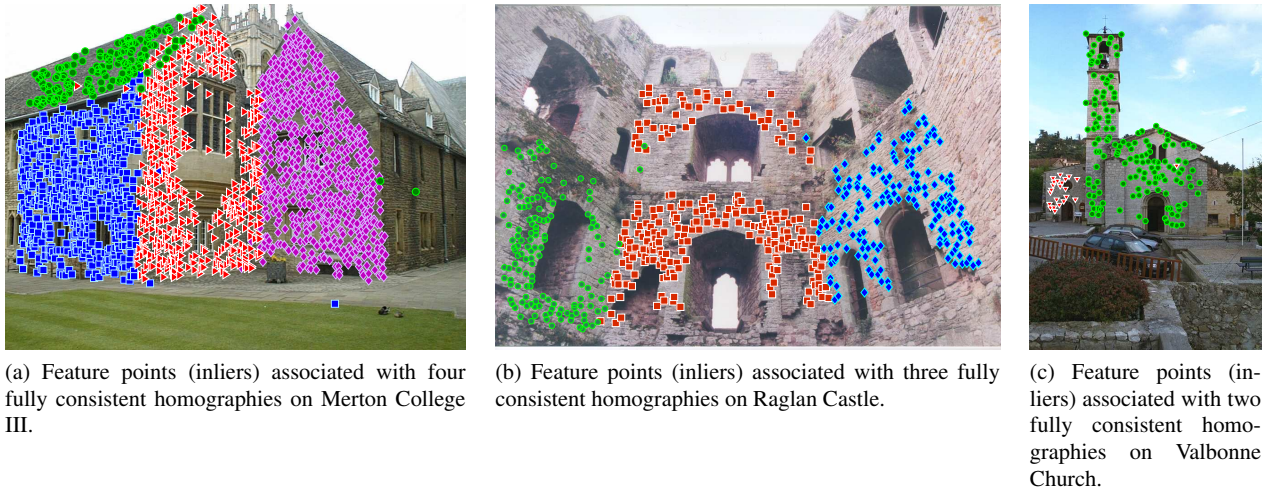 (a) Feature points (inliers) associated with four
fully consistent homographies on Merton College
III.
(b) Feature points (inliers) associated with three fully
consistent homographies on Raglan Castle.
(c) Feature points (in-
liers) associated with two
fully consistent homo-
graphies on Valbonne
Church.